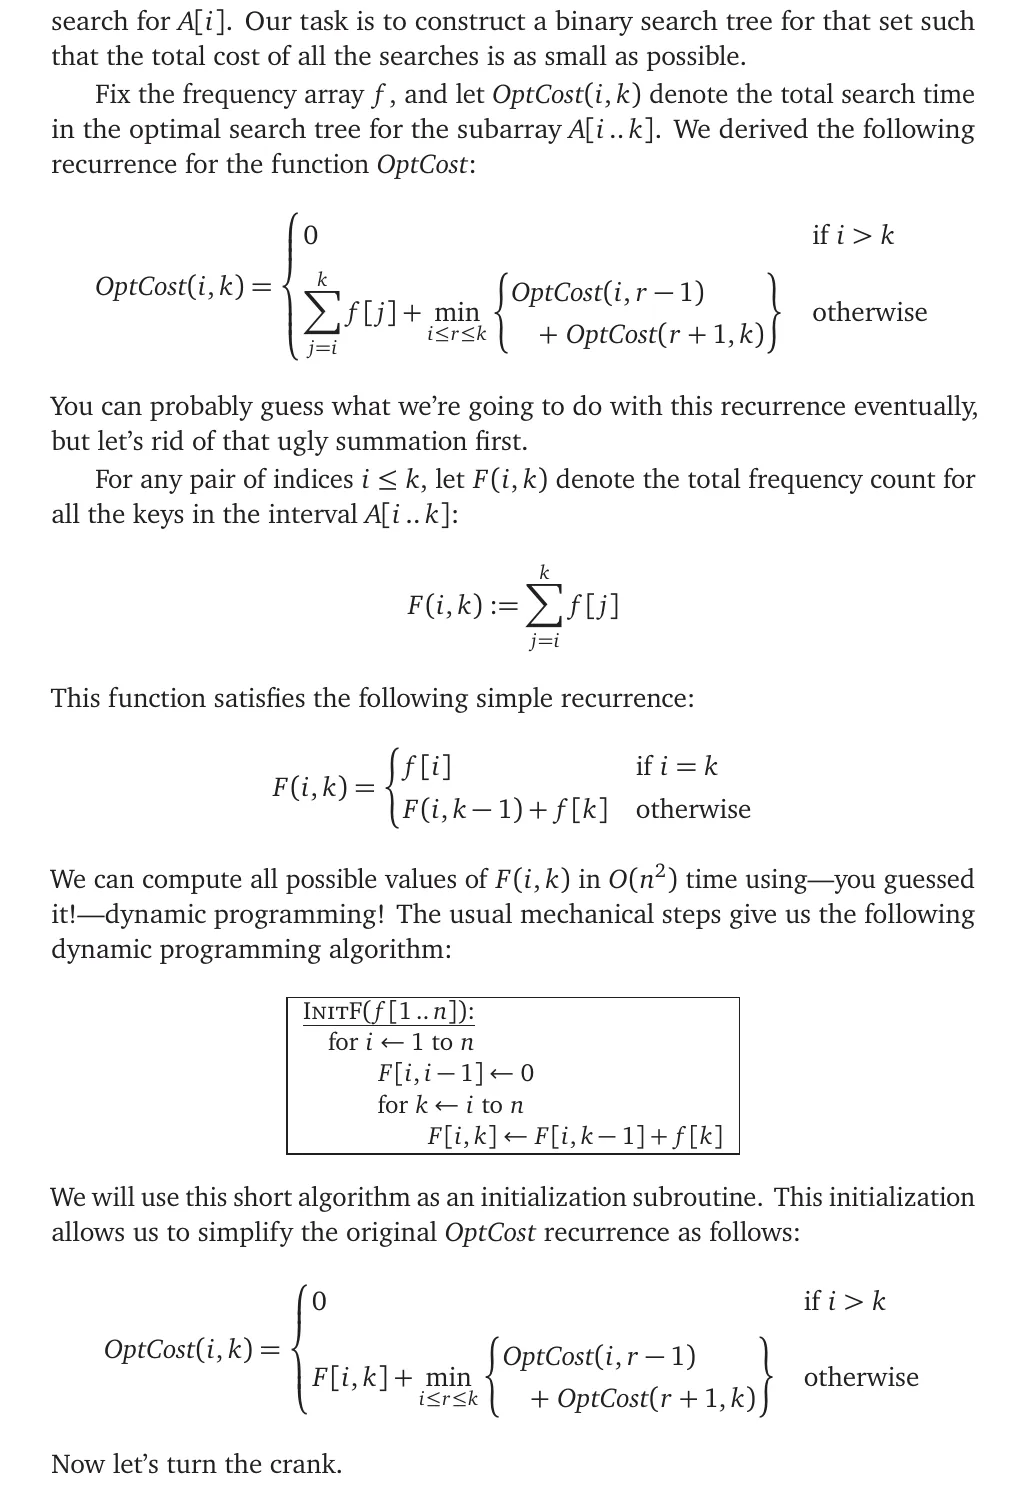 search for A[i]. Our task is to construct a binary search tree for that set such
that the total cost of all the searches is as small as possible.
Fix the frequency array f, and let OptCost(i, k) denote the total search time
in the optimal search tree for the subarray A[i .. k]. We derived the following
recurrence for the function OptCost:
OptCost(i, k) = { 0 if i > k
∑_{j=i}^{k} f[j] + min_{i≤r≤k} { OptCost(i, r − 1) + OptCost(r + 1, k) } otherwise
You can probably guess what we’re going to do with this recurrence eventually,
but let’s rid of that ugly summation first.
For any pair of indices i ≤ k, let F(i, k) denote the total frequency count for
all the keys in the interval A[i .. k]:
F(i, k) := ∑_{j=i}^{k} f[j]
This function satisfies the following simple recurrence:
F(i, k) = { f[i] if i = k
F(i, k − 1) + f[k] otherwise
We can compute all possible values of F(i, k) in O(n²) time using—you guessed
it!—dynamic programming! The usual mechanical steps give us the following
dynamic programming algorithm:
INITF(f[1 .. n]):
for i ← 1 to n
F[i, i − 1] ← 0
for k ← i to n
F[i, k] ← F[i, k − 1] + f[k]
We will use this short algorithm as an initialization subroutine. This initialization
allows us to simplify the original OptCost recurrence as follows:
OptCost(i, k) = { 0 if i > k
F[i, k] + min_{i≤r≤k} { OptCost(i, r − 1) + OptCost(r + 1, k) } otherwise
Now let’s turn the crank.